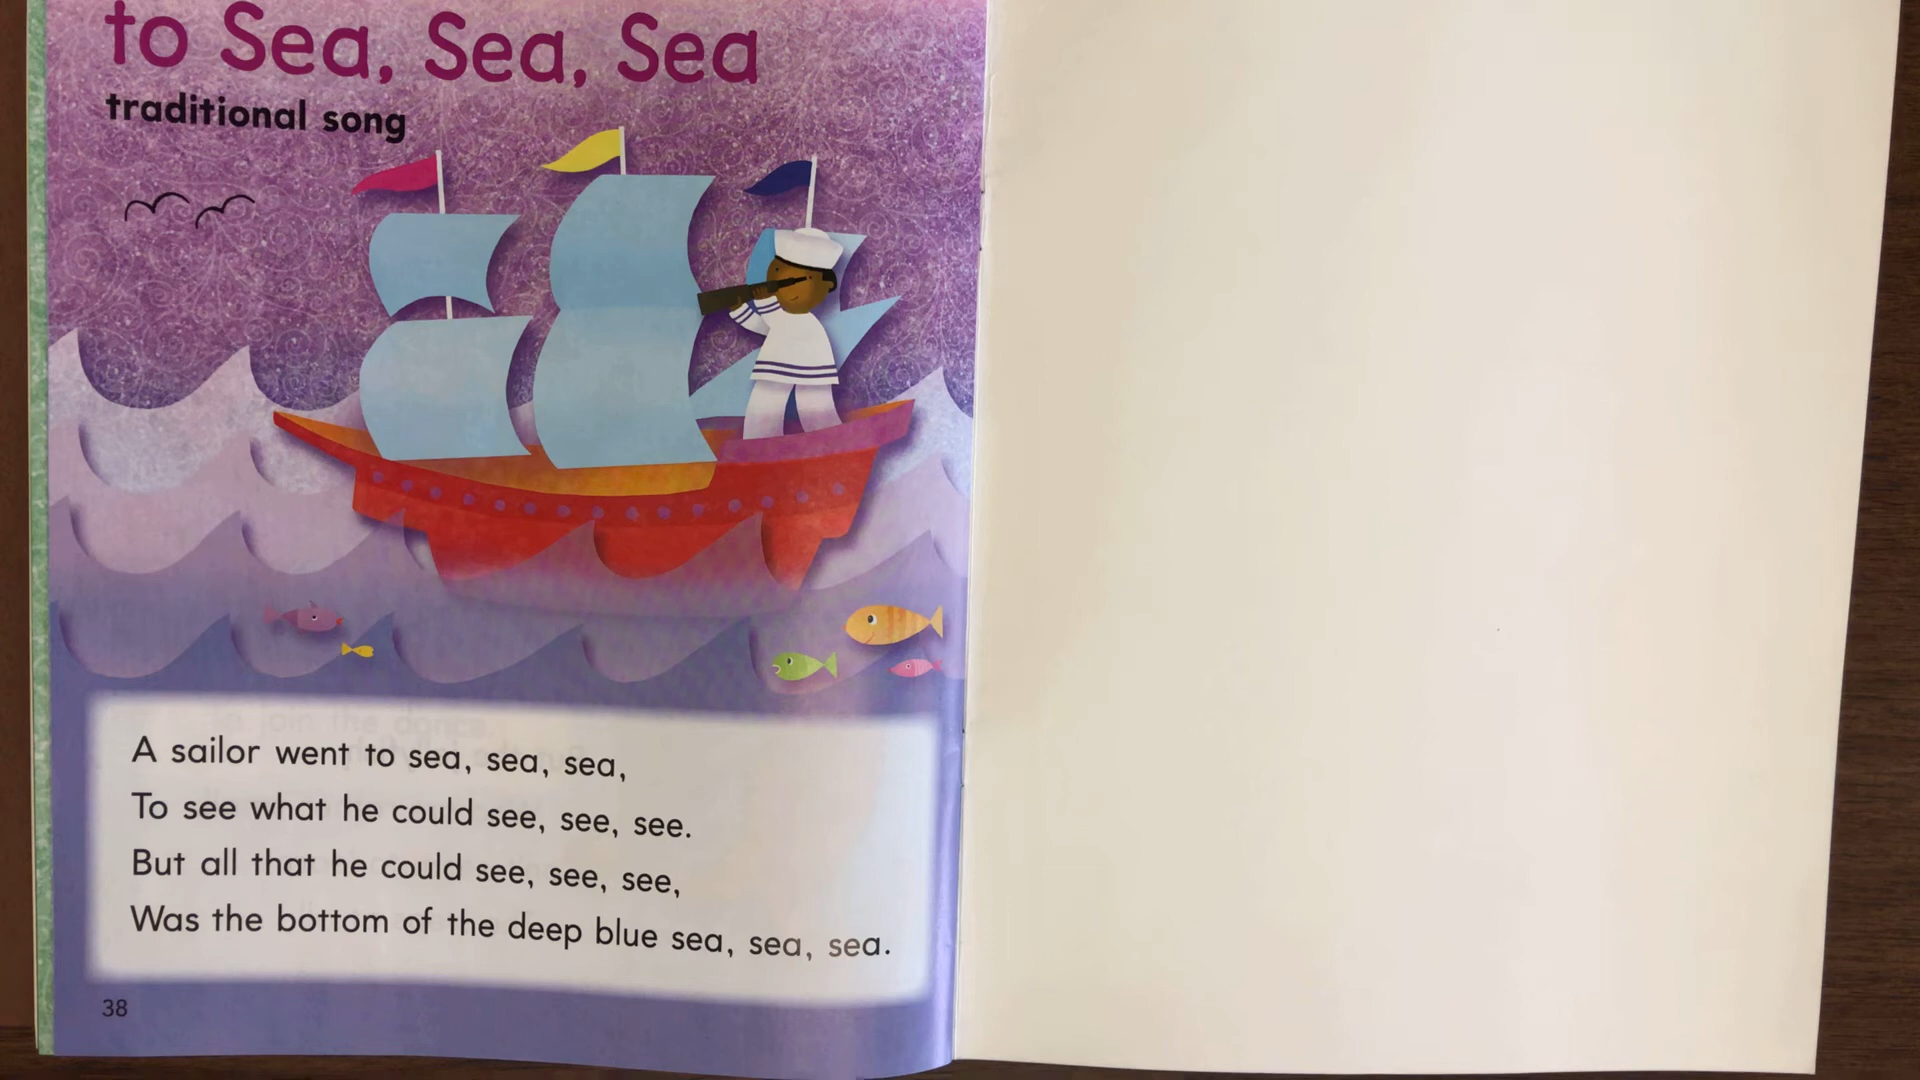 to Sea, Sea, Sea
traditional song
A sailor went to sea, sea, sea,
To see what he could see, see, see.
But all that he could see, see, see,
Was the bottom of the deep blue sea, sea, sea.
38